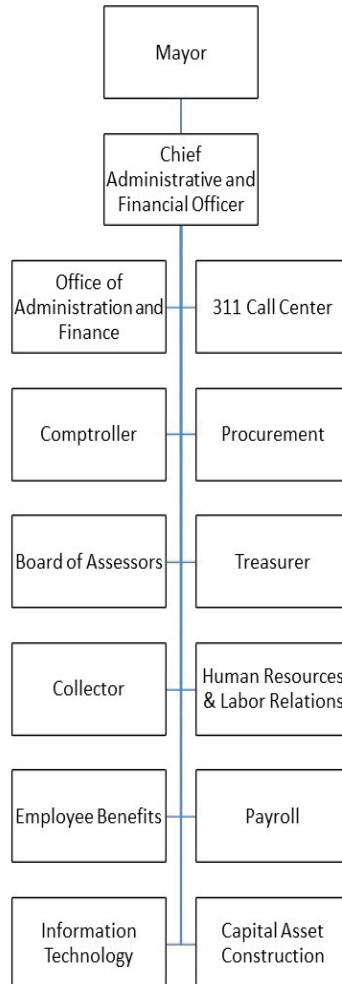 Mayor
Chief
Administrative and
Financial Officer
Office of
Administration and
Finance
311 Call Center
Comptroller
Procurement
Board of Assessors
Treasurer
Collector
Human Resources
& Labor Relations
Employee Benefits
Payroll
Information
Technology
Capital Asset
Construction